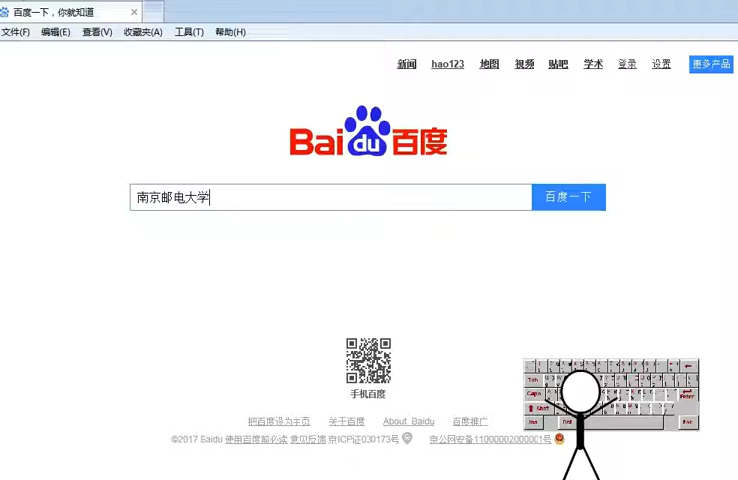 百度一下，你就知道
文件(F) 编辑(E) 查看(V) 收藏夹(A) 工具(T) 帮助(H)
新闻 hao123 地图 视频 贴吧 学术 登录 设置 更多产品
Bai du 百度
南京邮电大学 百度一下
手机百度
把百度设为主页 关于百度 About Baidu 百度推广
©2017 Baidu 使用百度前必读 意见反馈 京ICP证030173号 京公网安备11000002000001号